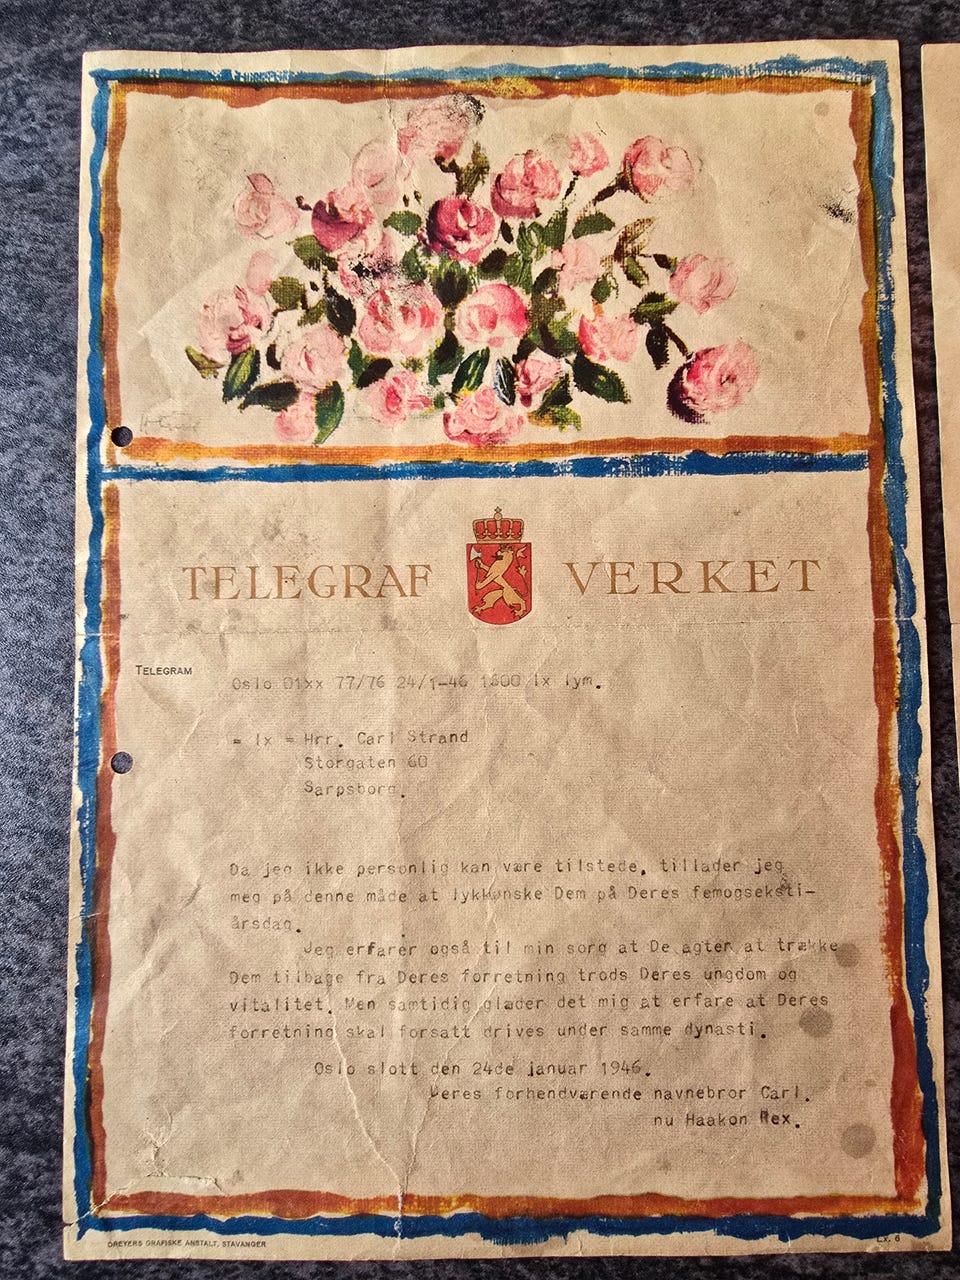 TELEGRAF VERKET
TELEGRAM
Oslo 01xx 77/76 24/1-46 1600 lx lym.
= lx = Hrr. Carl Strand
Storgaten 60
Sarpsborg.
Da jeg ikke personlig kan være tilstede, tillader jeg
meg på denne måde at lykkønske Dem på Deres femogseksti-
årsdag.
Jeg erfarer også til min sorg at De agter at trække
Dem tilbage fra Deres forretning trods Deres ungdom og
vitalitet. Men samtidig glæder det mig at erfare at Deres
forretning skal forsatt drives under samme dynasti.
Oslo slott den 24de januar 1946.
Deres forhendværende navnebror Carl.
nu Haakon Rex.
DREYERS GRAFISKE ANSTALT, STAVANGER
Lx. 6